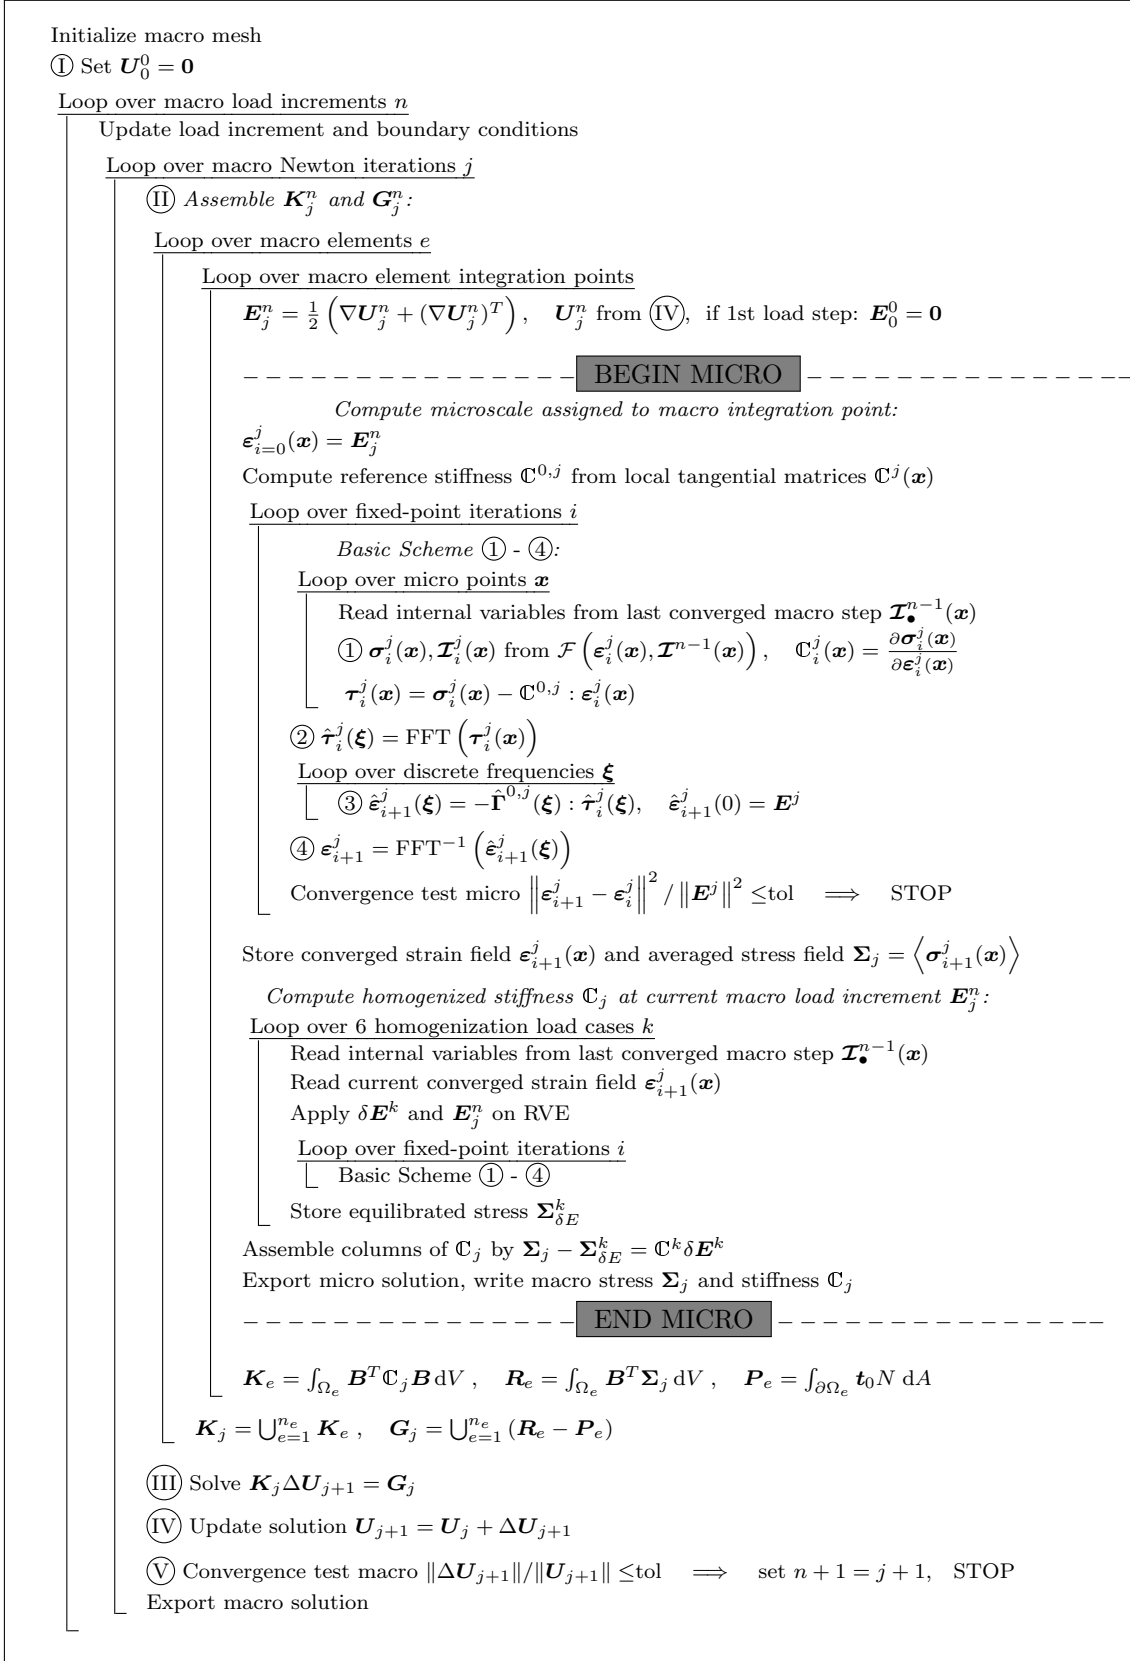 Initialize macro mesh
Ⓘ Set 𝑼₀⁰ = 𝟎
Loop over macro load increments n
Update load increment and boundary conditions
Loop over macro Newton iterations j
(II) Assemble K_j^n and G_j^n:
Loop over macro elements e
Loop over macro element integration points
E_j^n = 1/2 (∇U_j^n + (∇U_j^n)^T), U_j^n from (IV), if 1st load step: E_0^0 = 0
BEGIN MICRO
Compute microscale assigned to macro integration point:
ε_{i=0}^j(x) = E_j^n
Compute reference stiffness ℂ^{0,j} from local tangential matrices ℂ^j(x)
Loop over fixed-point iterations i
Basic Scheme ① - ④:
Loop over micro points x
Read internal variables from last converged macro step I_•^{n−1}(x)
① σ_i^j(x), I_i^j(x) from F(ε_i^j(x), I^{n−1}(x)), ℂ_i^j(x) = ∂σ_i^j(x)/∂ε_i^j(x)
τ_i^j(x) = σ_i^j(x) − ℂ^{0,j} : ε_i^j(x)
② τ̂_i^j(ξ) = FFT(τ_i^j(x))
Loop over discrete frequencies ξ
③ ε̂_{i+1}^j(ξ) = −Γ̂^{0,j}(ξ) : τ̂_i^j(ξ), ε̂_{i+1}^j(0) = E^j
④ ε_{i+1}^j = FFT^{−1}(ε̂_{i+1}^j(ξ))
Convergence test micro ‖ε_{i+1}^j − ε_i^j‖² / ‖E^j‖² ≤tol ⟹ STOP
Store converged strain field ε_{i+1}^j(x) and averaged stress field Σ_j = ⟨σ_{i+1}^j(x)⟩
Compute homogenized stiffness ℂ_j at current macro load increment E_j^n:
Loop over 6 homogenization load cases k
Read internal variables from last converged macro step I_•^{n−1}(x)
Read current converged strain field ε_{i+1}^j(x)
Apply δE^k and E_j^n on RVE
Loop over fixed-point iterations i
Basic Scheme ① - ④
Store equilibrated stress Σ_{δE}^k
Assemble columns of ℂ_j by Σ_j − Σ_{δE}^k = ℂ^k δE^k
Export micro solution, write macro stress Σ_j and stiffness ℂ_j
END MICRO
K_e = ∫_{Ω_e} B^T ℂ_j B dV , R_e = ∫_{Ω_e} B^T Σ_j dV , P_e = ∫_{∂Ω_e} t_0 N dA
K_j = ⋃_{e=1}^{n_e} K_e , G_j = ⋃_{e=1}^{n_e} (R_e − P_e)
(III) Solve K_j ΔU_{j+1} = G_j
(IV) Update solution U_{j+1} = U_j + ΔU_{j+1}
(V) Convergence test macro ‖ΔU_{j+1}‖/‖U_{j+1}‖ ≤tol ⟹ set n + 1 = j + 1, STOP
Export macro solution